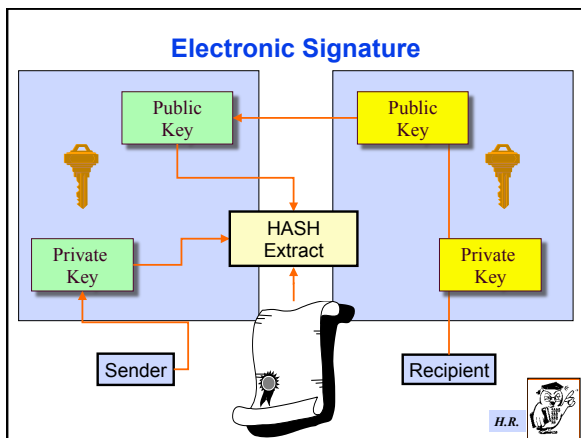 Electronic Signature
Public
Key
Public
Key
HASH
Extract
Private
Key
Private
Key
Sender
Recipient
H.R.